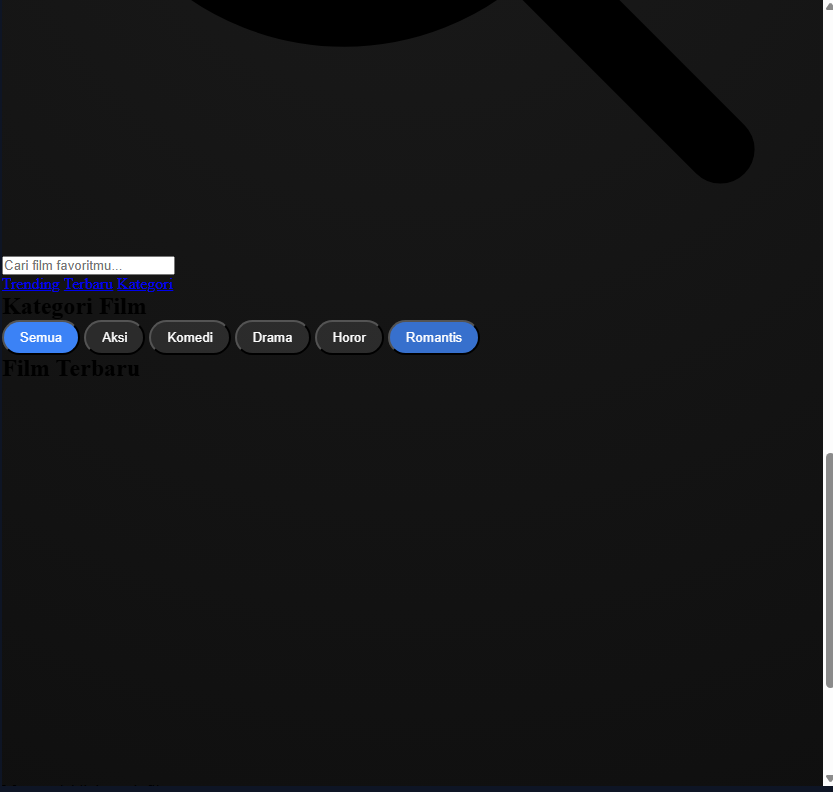 Cari film favoritmu...
Trending Terbaru Kategori
Kategori Film
Semua Aksi Komedi Drama Horor Romantis
Film Terbaru